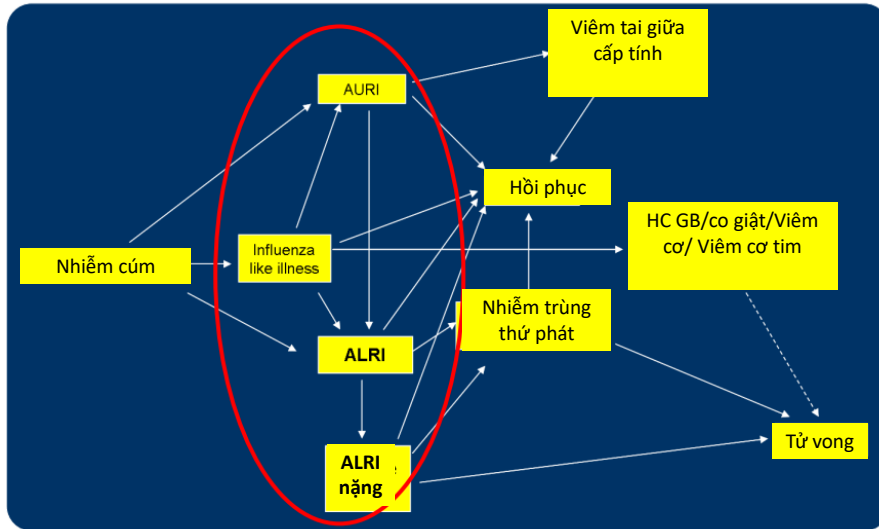 Viêm tai giữa
cấp tính
AURI
Hồi phục
HC GB/co giật/Viêm
cơ/ Viêm cơ tim
Influenza
like illness
Nhiễm cúm
Nhiễm trùng
thứ phát
ALRI
Tử vong
ALRI
nặng